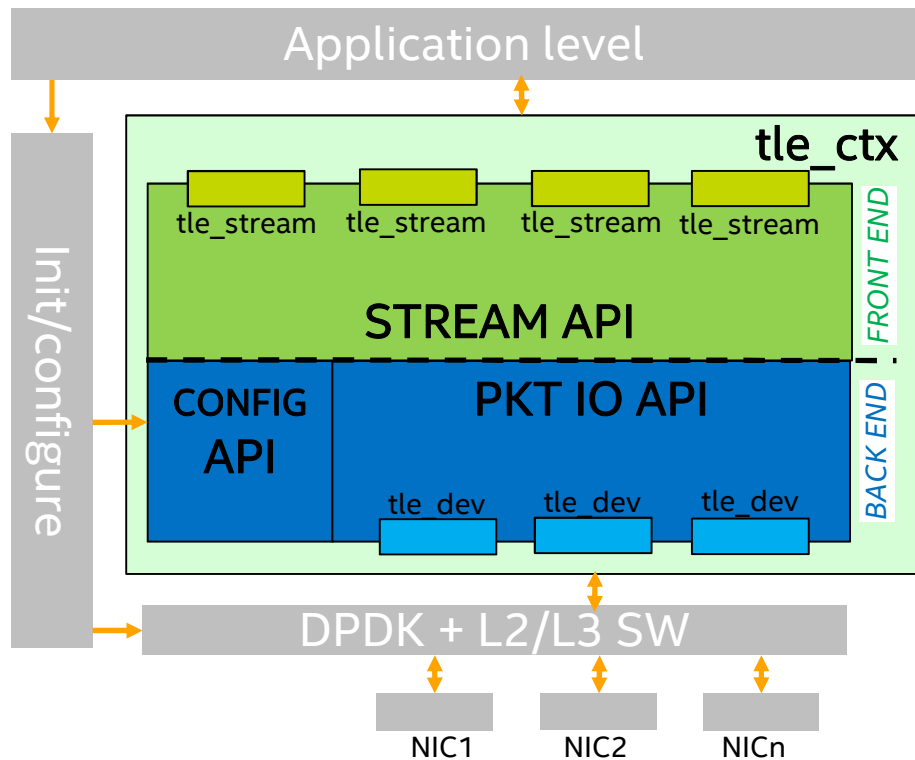 Application level
tle_ctx
tle_stream
tle_stream
tle_stream
tle_stream
STREAM API
FRONT END
Init/configure
CONFIG
API
PKT IO API
BACK END
tle_dev
tle_dev
tle_dev
DPDK + L2/L3 SW
NIC1
NIC2
NICn